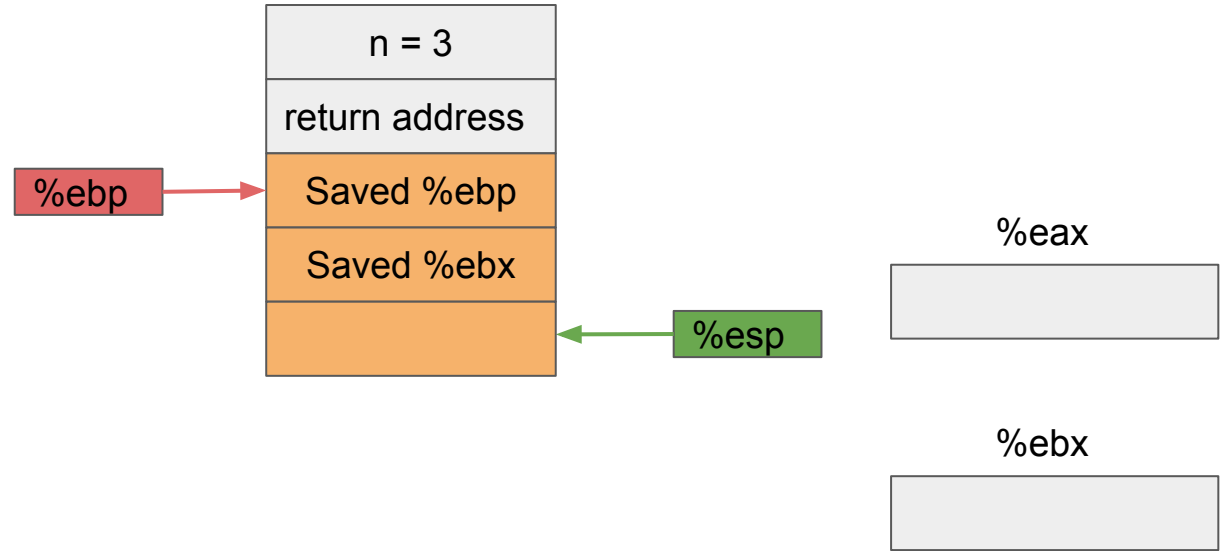 n = 3
return address
%ebp
Saved %ebp
%eax
Saved %ebx
%esp
%ebx